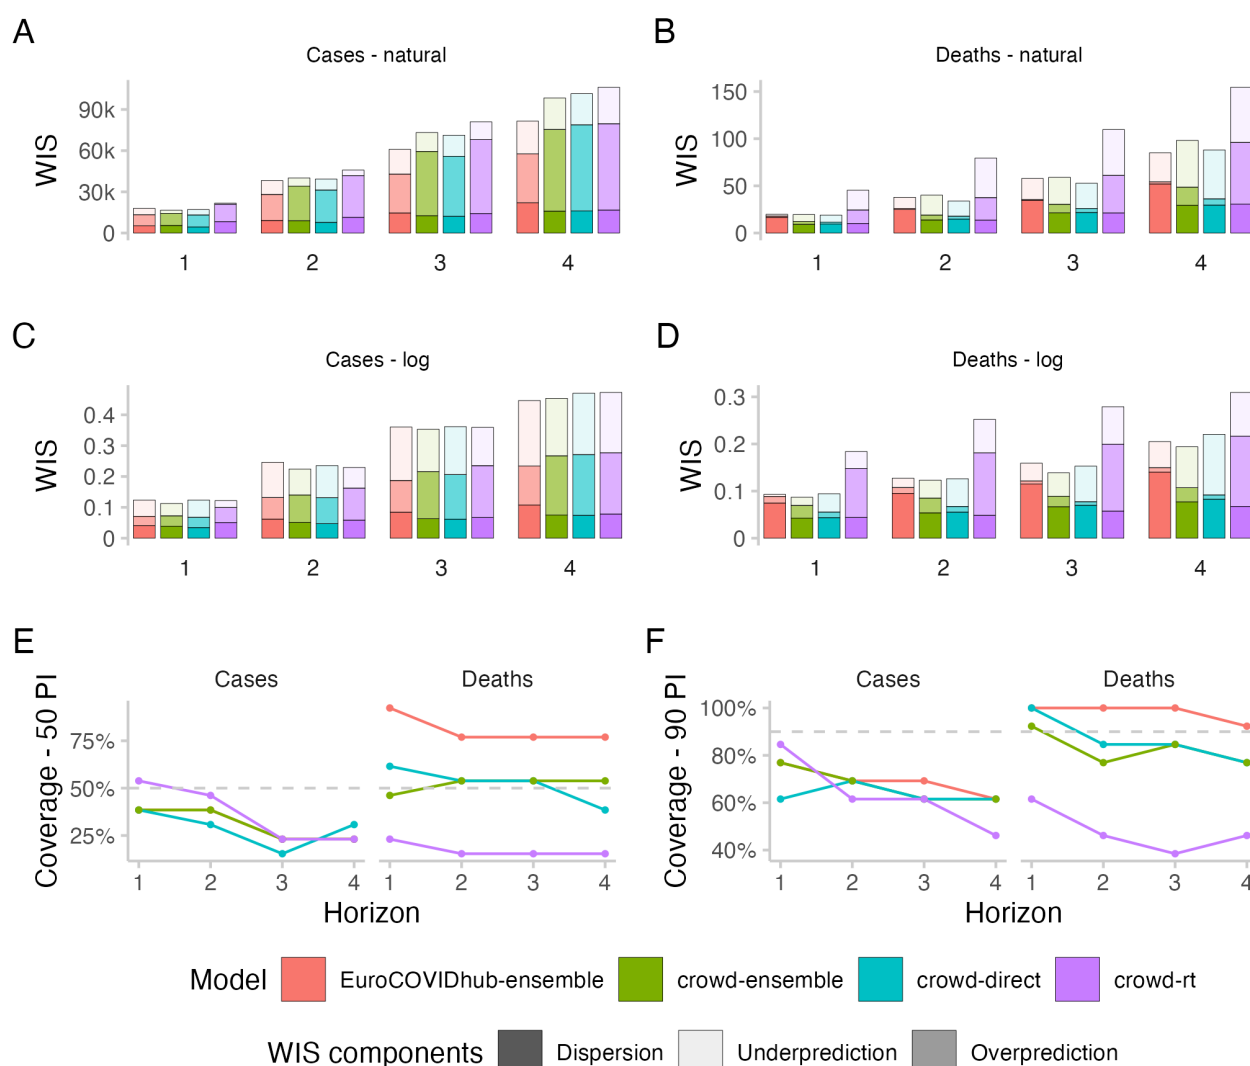 A
Cases - natural
WIS
90k
60k
30k
0
1 2 3 4
B
Deaths - natural
WIS
150
100
50
0
1 2 3 4
C
Cases - log
WIS
0.4
0.3
0.2
0.1
0
1 2 3 4
D
Deaths - log
WIS
0.3
0.2
0.1
0
1 2 3 4
E
Cases Deaths
Coverage - 50 PI
75%
50%
25%
1 2 3 4 1 2 3 4
Horizon
F
Cases Deaths
Coverage - 90 PI
100%
80%
60%
40%
1 2 3 4 1 2 3 4
Horizon
Model EuroCOVIDhub-ensemble crowd-ensemble crowd-direct crowd-rt
WIS components Dispersion Underprediction Overprediction